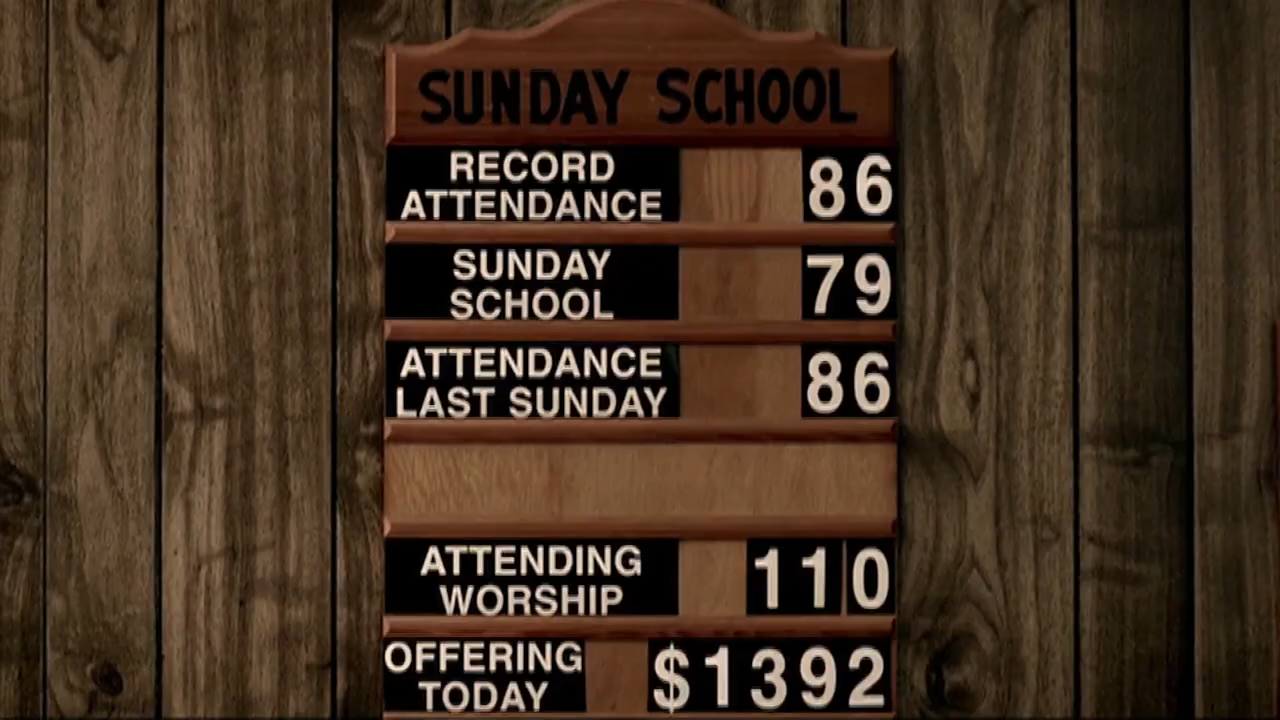 SUNDAY SCHOOL
RECORD
ATTENDANCE
86
SUNDAY
SCHOOL
79
ATTENDANCE
LAST SUNDAY
86
ATTENDING
WORSHIP
110
OFFERING
TODAY
$1392